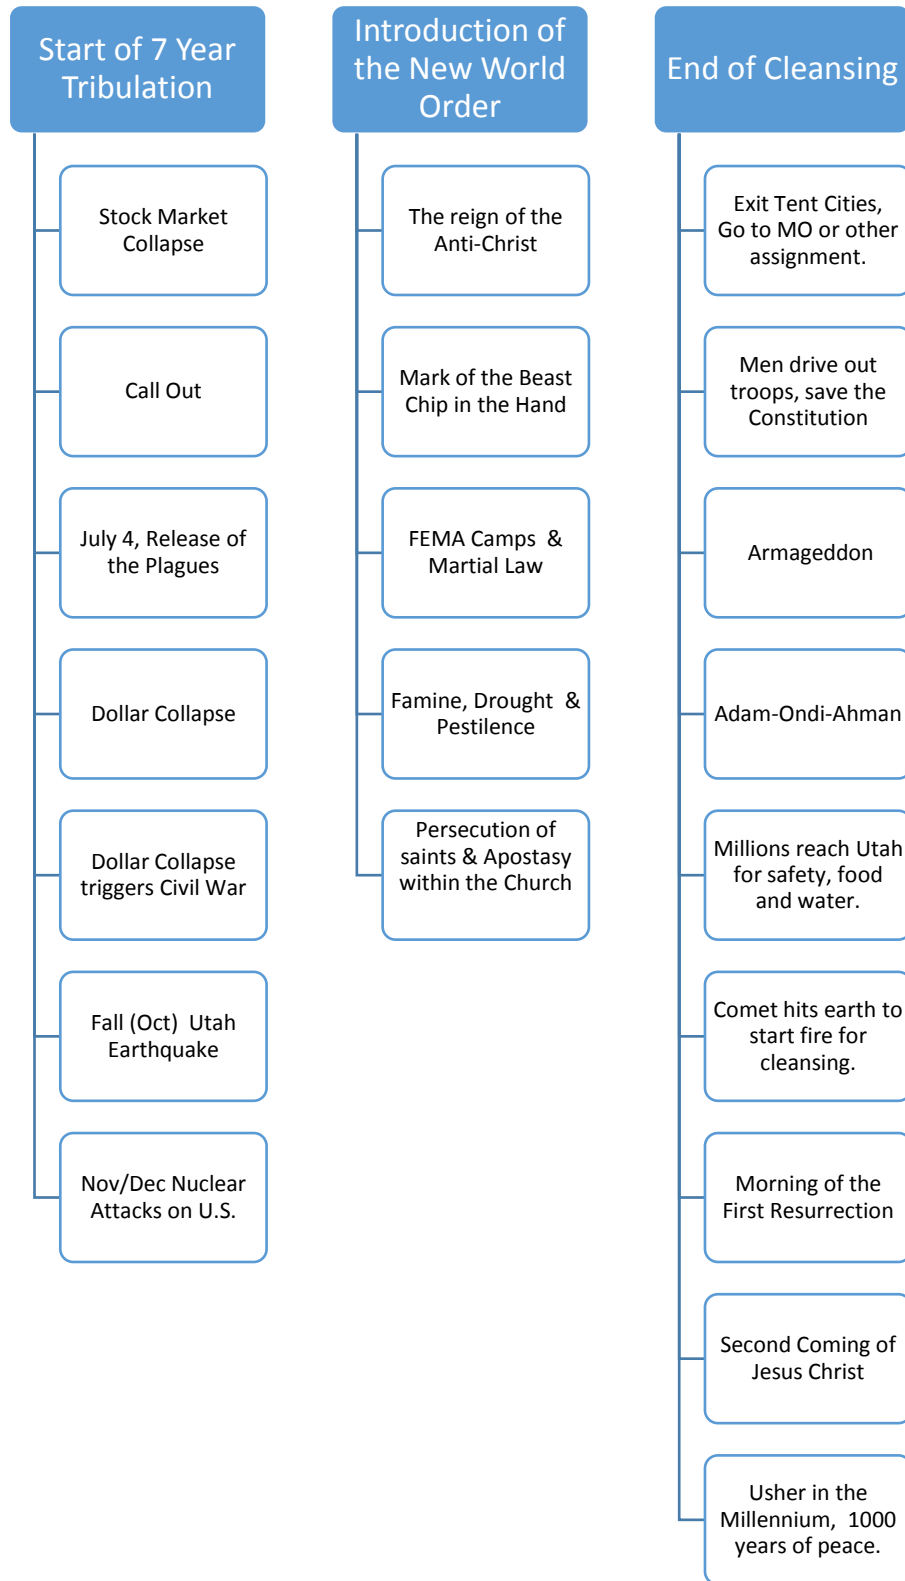 Start of 7 Year
Tribulation
Stock Market
Collapse
Call Out
July 4, Release of
the Plagues
Dollar Collapse
Dollar Collapse
triggers Civil War
Fall (Oct) Utah
Earthquake
Nov/Dec Nuclear
Attacks on U.S.
Introduction of
the New World
Order
The reign of the
Anti-Christ
Mark of the Beast
Chip in the Hand
FEMA Camps & 
Martial Law
Famine, Drought &
Pestilence
Persecution of
saints & Apostasy
within the Church
End of Cleansing
Exit Tent Cities,
Go to MO or other
assignment.
Men drive out
troops, save the
Constitution
Armageddon
Adam-Ondi-Ahman
Millions reach Utah
for safety, food
and water.
Comet hits earth to
start fire for
cleansing.
Morning of the
First Resurrection
Second Coming of
Jesus Christ
Usher in the
Millennium, 1000
years of peace.